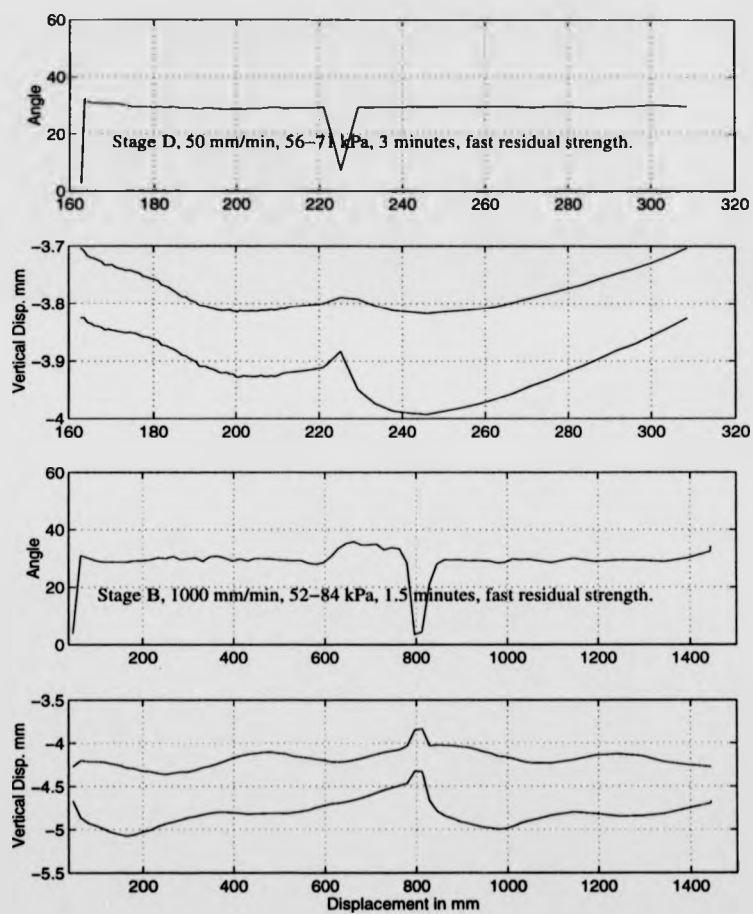 60
40
20
0
Angle
Stage D, 50 mm/min, 56–71 kPa, 3 minutes, fast residual strength.
160 180 200 220 240 260 280 300 320
−3.7
−3.8
−3.9
−4
Vertical Disp. mm
160 180 200 220 240 260 280 300 320
60
40
20
0
Angle
Stage B, 1000 mm/min, 52–84 kPa, 1.5 minutes, fast residual strength.
200 400 600 800 1000 1200 1400
−3.5
−4
−4.5
−5
−5.5
Vertical Disp. mm
200 400 600 800 1000 1200 1400
Displacement in mm